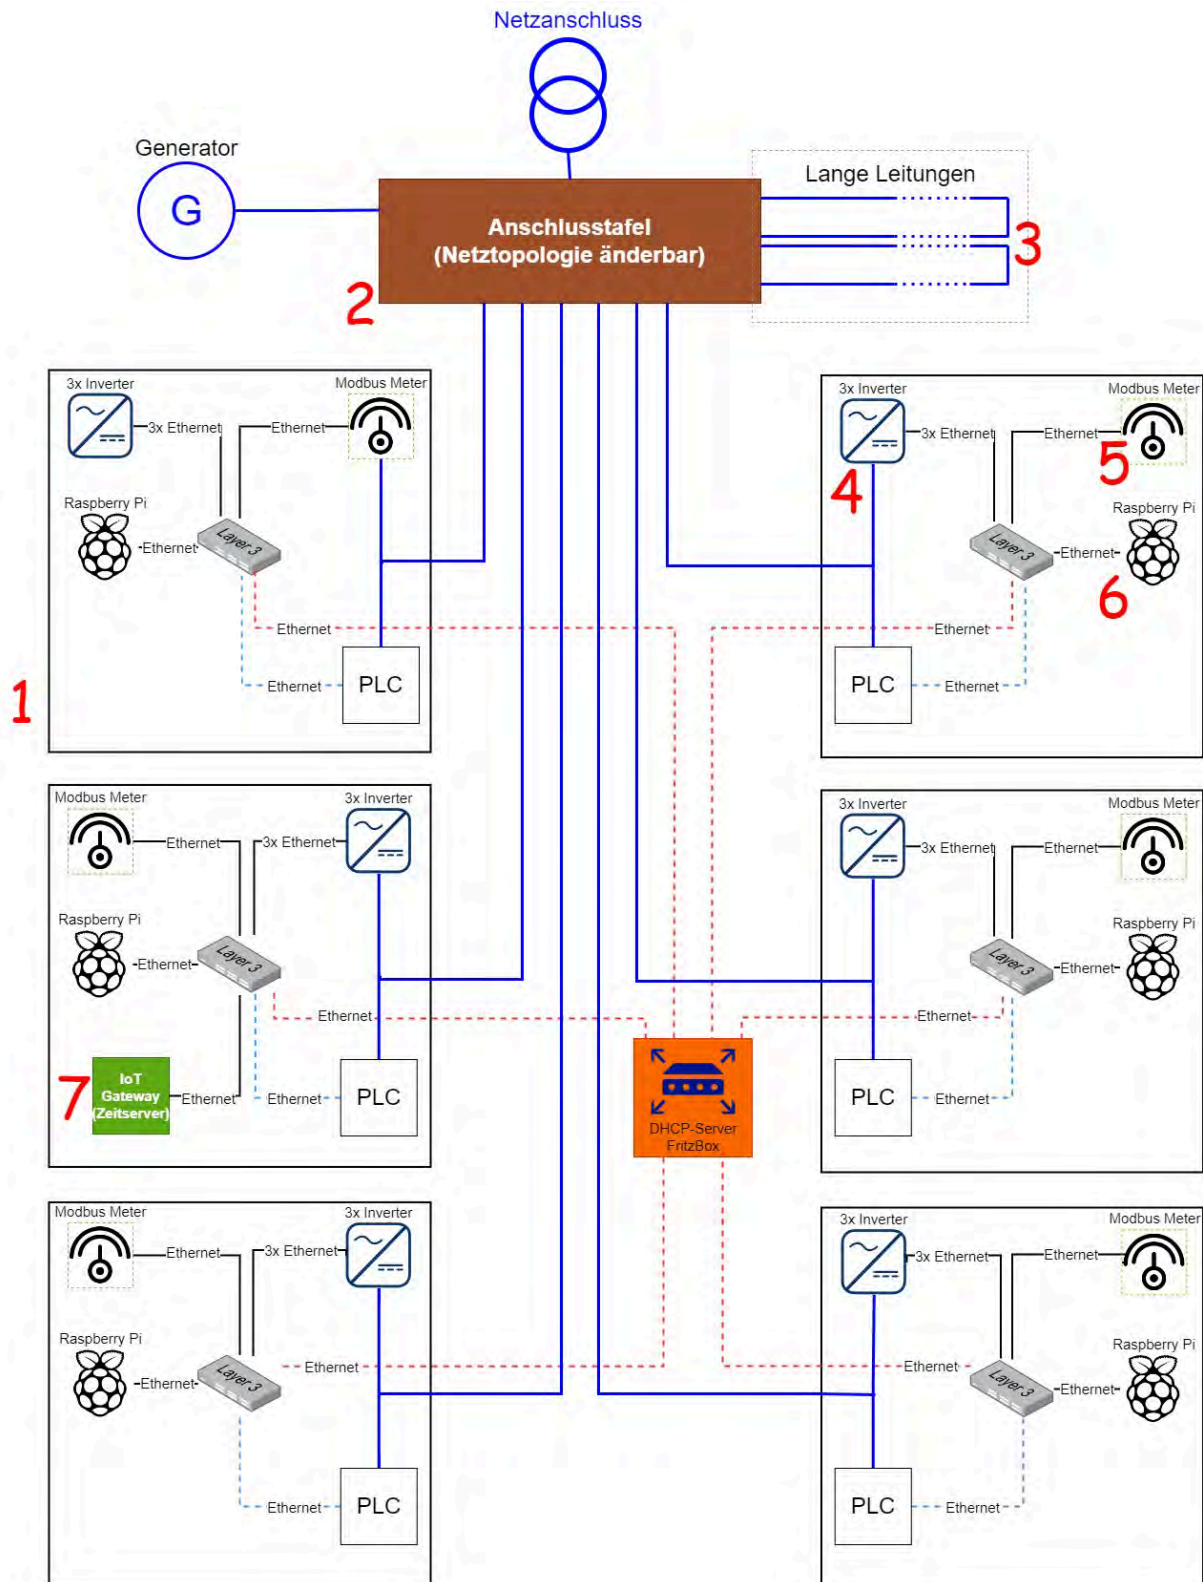 Netzanschluss
Generator
G
Lange Leitungen
Anschlusstafel
(Netztopologie änderbar)
3
2
3x Inverter
Modbus Meter
3x Ethernet
Ethernet
Raspberry Pi
Layer 3
Ethernet
Ethernet
Ethernet
PLC
1
3x Inverter
Modbus Meter
3x Ethernet
Ethernet
5
4
Raspberry Pi
Layer 3
Ethernet
6
Ethernet
Ethernet
PLC
Modbus Meter
3x Inverter
Ethernet
3x Ethernet
Raspberry Pi
Layer 3
Ethernet
Ethernet
7
IoT
Gateway
(Zeitserver)
Ethernet
Ethernet
PLC
3x Inverter
Modbus Meter
3x Ethernet
Ethernet
Raspberry Pi
Layer 3
Ethernet
Ethernet
Ethernet
PLC
DHCP-Server
FritzBox
Modbus Meter
3x Inverter
Ethernet
3x Ethernet
Raspberry Pi
Layer 3
Ethernet
Ethernet
Ethernet
PLC
3x Inverter
Modbus Meter
3x Ethernet
Ethernet
Raspberry Pi
Layer 3
Ethernet
Ethernet
Ethernet
PLC